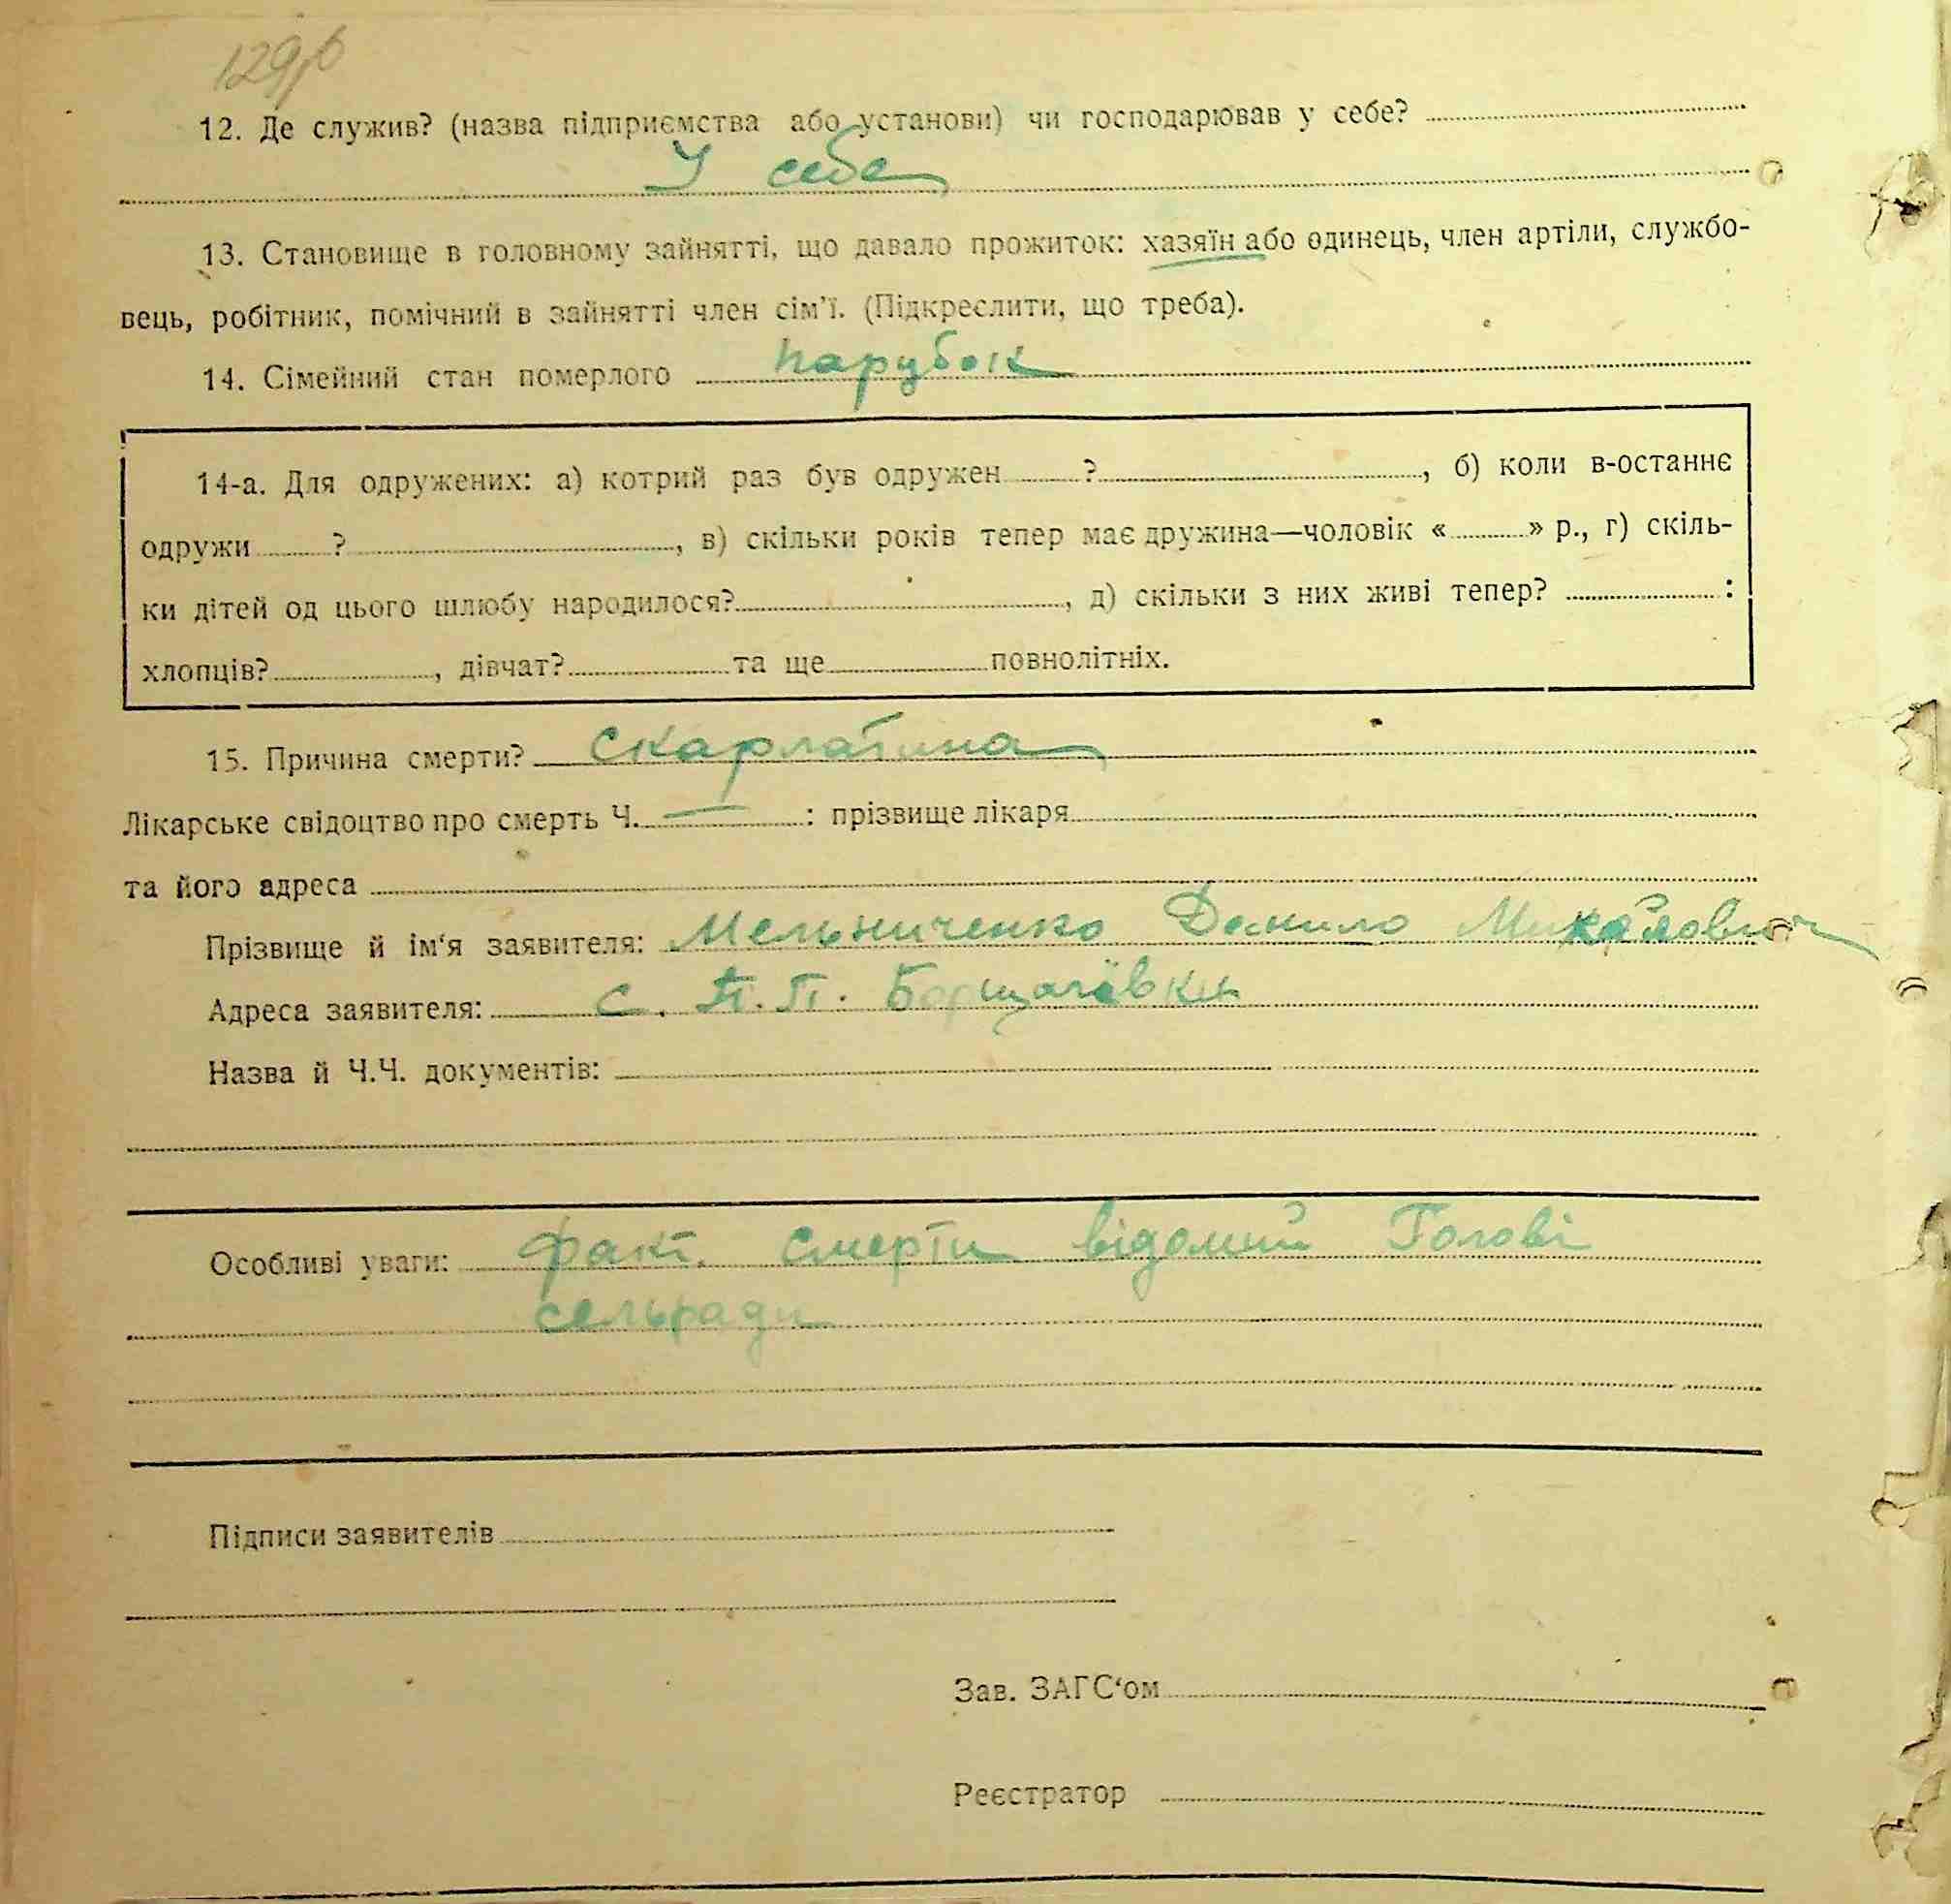 129
12. Де служив? (назва підприємства або установи) чи господарював у себе?
У себе
13. Становище в головному зайнятті, що давало прожиток: хазяїн або одинець, член артіли, службо-
вець, робітник, помічний в зайнятті член сім'ї. (Підкреслити, що треба).
14. Сімейний стан померлого парубок
14-а. Для одружених: а) котрий раз був одружен ?, б) коли в-останнє
одружи ?, в) скільки років тепер має дружина—чоловік « » р., г) скіль-
ки дітей од цього шлюбу народилося?, д) скільки з них живі тепер? :
хлопців?, дівчат? та ще повнолітніх.
15. Причина смерти? Скарлатина
Лікарське свідоцтво про смерть Ч. — : прізвище лікаря
та його адреса
Прізвище й ім'я заявителя: Мельниченко Данило Михайлович
Адреса заявителя: с. П.П. Борщагівки
Назва й Ч.Ч. документів:
Особливі уваги: Факт смерти відомий Голові
сельради
Підписи заявителів
Зав. ЗАГС'ом
Реєстратор